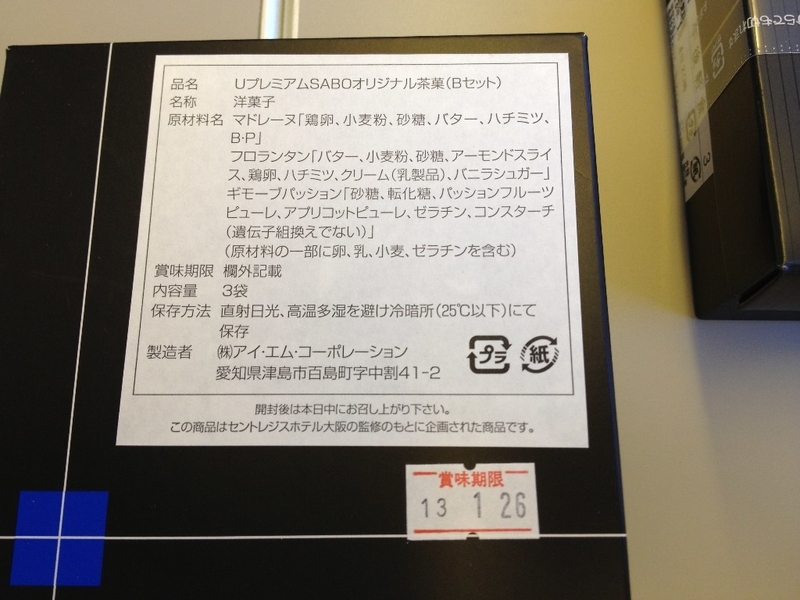 品名 UプレミアムSABOオリジナル茶菓(Bセット)
名称 洋菓子
原材料名 マドレーヌ「鶏卵、小麦粉、砂糖、バター、ハチミツ、
B・P」
フロランタン「バター、小麦粉、砂糖、アーモンドスライ
ス、鶏卵、ハチミツ、クリーム(乳製品)、バニラシュガー」
ギモーブパッション「砂糖、転化糖、パッションフルーツ
ピューレ、アプリコットピューレ、ゼラチン、コンスターチ
(遺伝子組換えでない)」
(原材料の一部に卵、乳、小麦、ゼラチンを含む)
賞味期限 欄外記載
内容量 3袋
保存方法 直射日光、高温多湿を避け冷暗所(25℃以下)にて
保存
製造者 ㈱アイ・エム・コーポレーション
愛知県津島市百島町字中割41-2
プラ 紙
開封後は本日中にお召し上がり下さい。
この商品はセントレジスホテル大阪の監修のもとに企画された商品です。
賞味期限
13 1 26